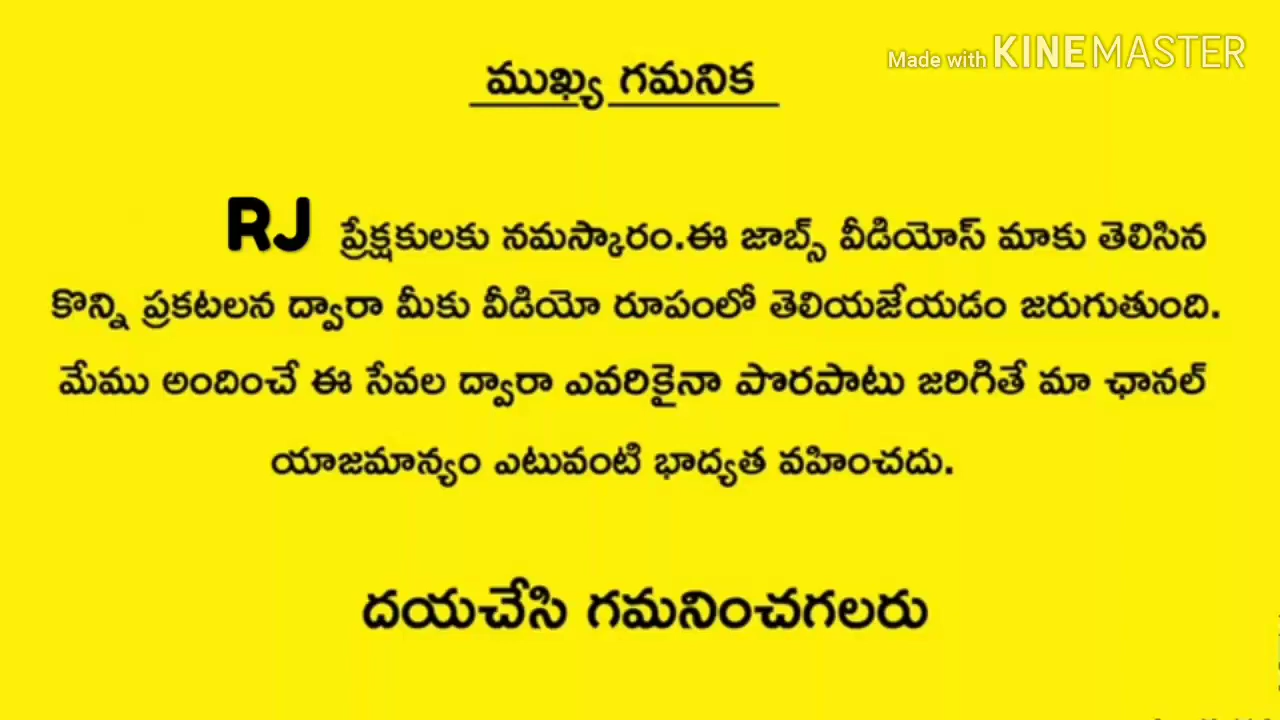 Made with KINEMASTER
ముఖ్య గమనిక
RJ ప్రేక్షకులకు నమస్కారం.ఈ జాబ్స్ వీడియోస్ మాకు తెలిసిన
కొన్ని ప్రకటలన ద్వారా మీకు వీడియో రూపంలో తెలియజేయడం జరుగుతుంది.
మేము అందించే ఈ సేవల ద్వారా ఎవరికైనా పొరపాటు జరిగితే మా ఛానల్
యాజమాన్యం ఎటువంటి భాద్యత వహించదు.
దయచేసి గమనించగలరు